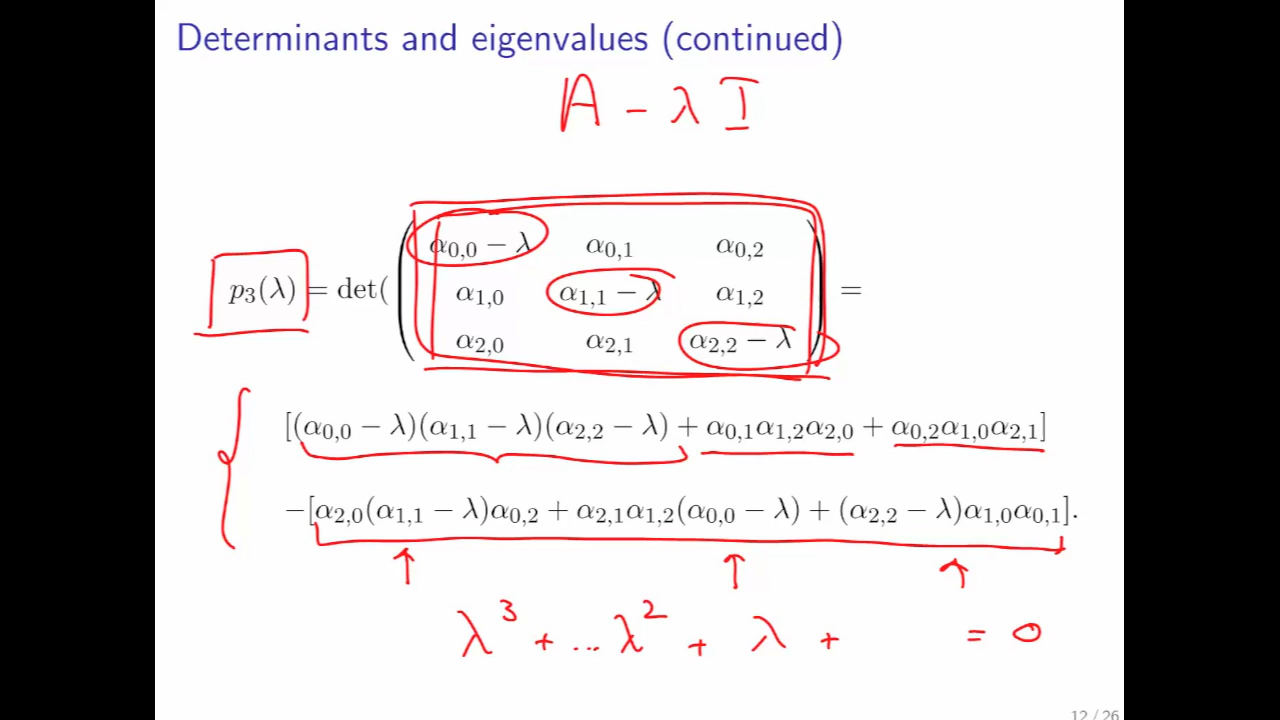 Determinants and eigenvalues (continued)
A - λ I
p₃(λ) = det( ( α₀,₀ − λ α₀,₁ α₀,₂
α₁,₀ α₁,₁ − λ α₁,₂
α₂,₀ α₂,₁ α₂,₂ − λ ) =
[(α₀,₀ − λ)(α₁,₁ − λ)(α₂,₂ − λ) + α₀,₁α₁,₂α₂,₀ + α₀,₂α₁,₀α₂,₁]
−[α₂,₀(α₁,₁ − λ)α₀,₂ + α₂,₁α₁,₂(α₀,₀ − λ) + (α₂,₂ − λ)α₁,₀α₀,₁].
λ³ + ... λ² + λ + = 0
12 / 26